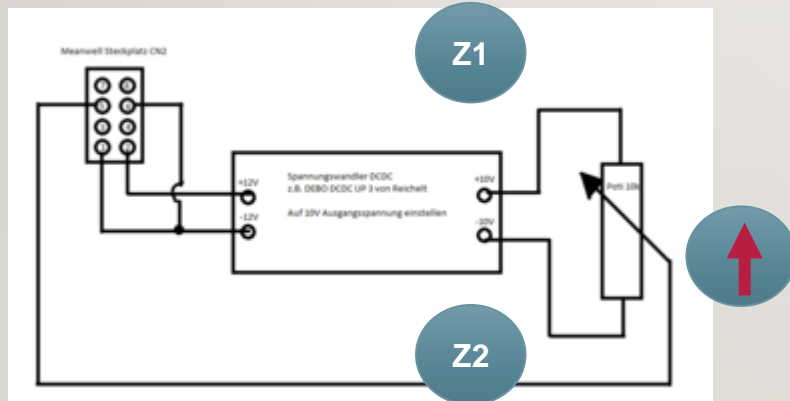 Meanwell Steckplatz CN2
Z1
Spannungswandler DCDC
z.B. DEBO DCDC UP 3 von Reichelt
Auf 10V Ausgangsspannung einstellen
+12V
-12V
+10V
-10V
Poti 10k
Z2